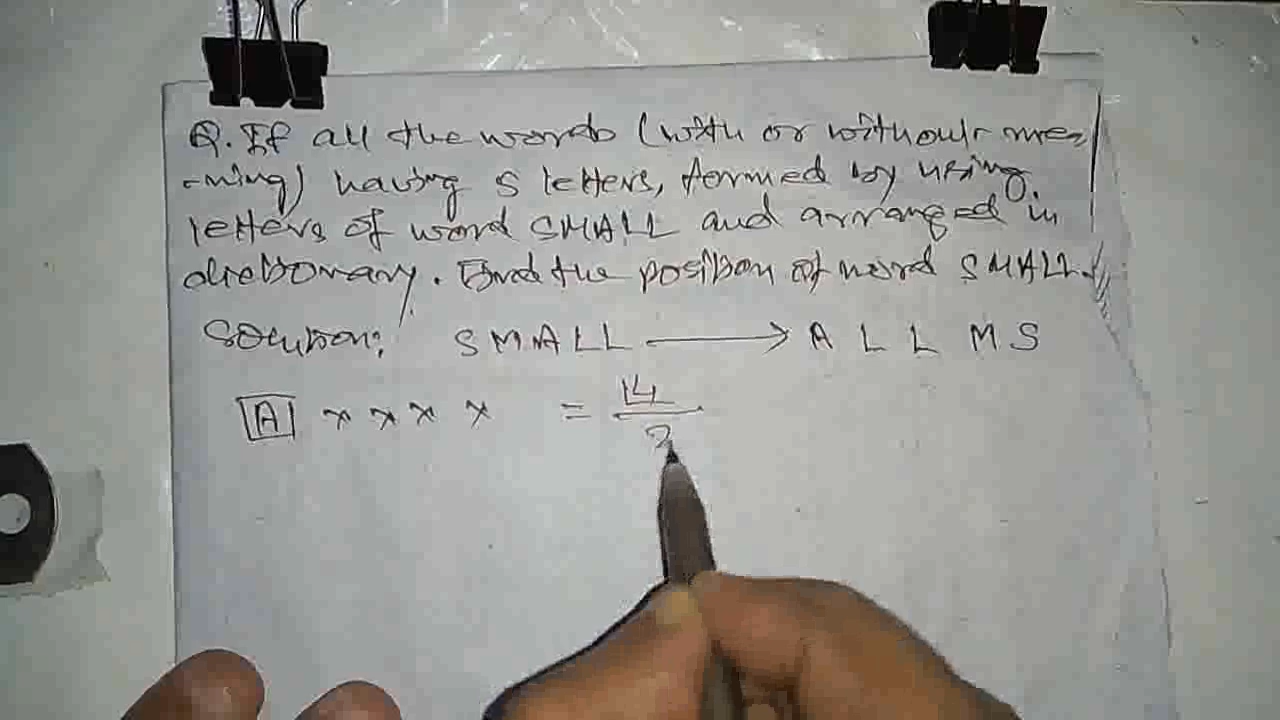 Q. If all the words (with or without mea
-ning) having 5 letters, formed by using
letters of word SMALL and arranged in
dictionary. Find the position of word SMALL.
Solution: SMALL ⟶ A L L M S
A × × × × = |4
2